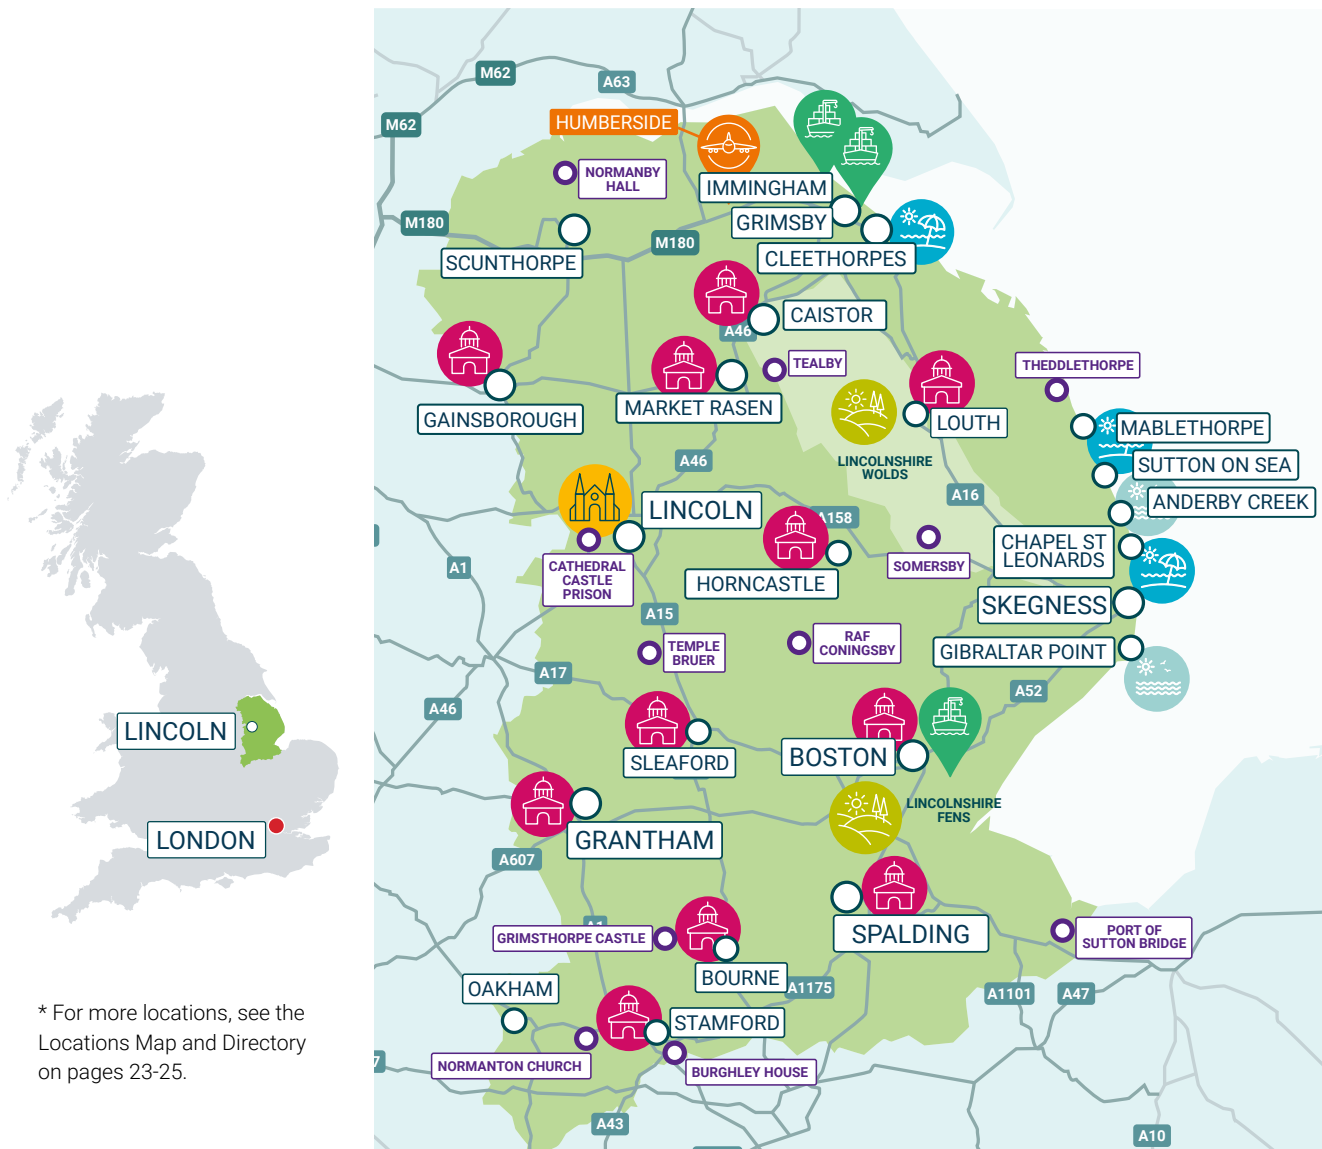 M62
A63
M62
HUMBERSIDE
NORMANBY
HALL
IMMINGHAM
GRIMSBY
M180
M180
CLEETHORPES
SCUNTHORPE
CAISTOR
A46
TEALBY
THEDDLETHORPE
MARKET RASEN
GAINSBOROUGH
LOUTH
MABLETHORPE
LINCOLNSHIRE
WOLDS
A46
SUTTON ON SEA
A16
ANDERBY CREEK
LINCOLN
A158
CHAPEL ST
LEONARDS
CATHEDRAL
CASTLE
PRISON
A1
HORNCASTLE
SOMERSBY
SKEGNESS
A15
TEMPLE
BRUER
RAF
CONINGSBY
GIBRALTAR POINT
A17
A52
A46
SLEAFORD
BOSTON
LINCOLNSHIRE
FENS
GRANTHAM
A607
A1
GRIMSTHORPE CASTLE
SPALDING
PORT OF
SUTTON BRIDGE
BOURNE
A1175
OAKHAM
A1101
A47
STAMFORD
NORMANTON CHURCH
BURGHLEY HOUSE
7
A43
A10
LINCOLN
LONDON
* For more locations, see the
Locations Map and Directory
on pages 23-25.